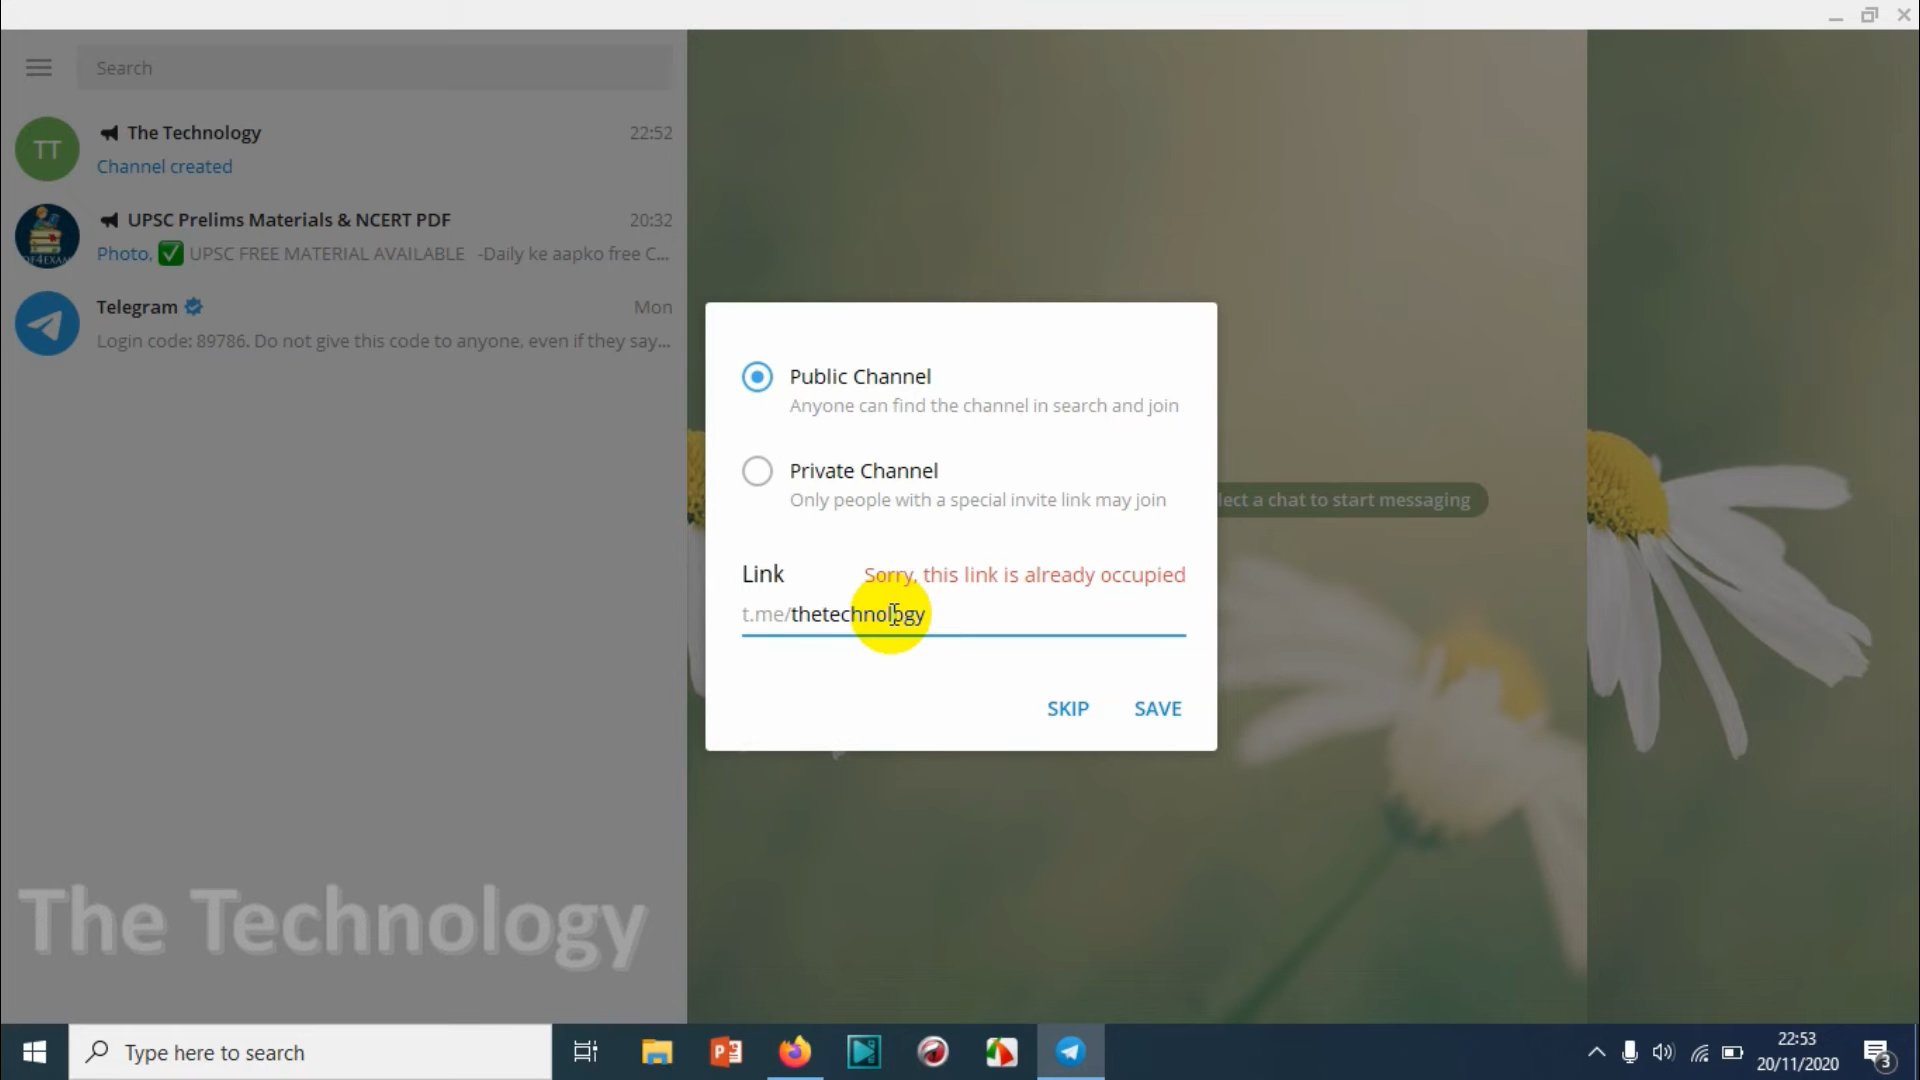 Search
The Technology 22:52
Channel created
UPSC Prelims Materials & NCERT PDF 20:32
Photo, ✅ UPSC FREE MATERIAL AVAILABLE -Daily ke aapko free C...
Telegram Mon
Login code: 89786. Do not give this code to anyone, even if they say...
TT
Public Channel
Anyone can find the channel in search and join
Private Channel
Only people with a special invite link may join
lect a chat to start messaging
Link Sorry, this link is already occupied
t.me/thetechnology
SKIP SAVE
The Technology
Type here to search
22:53
20/11/2020
3